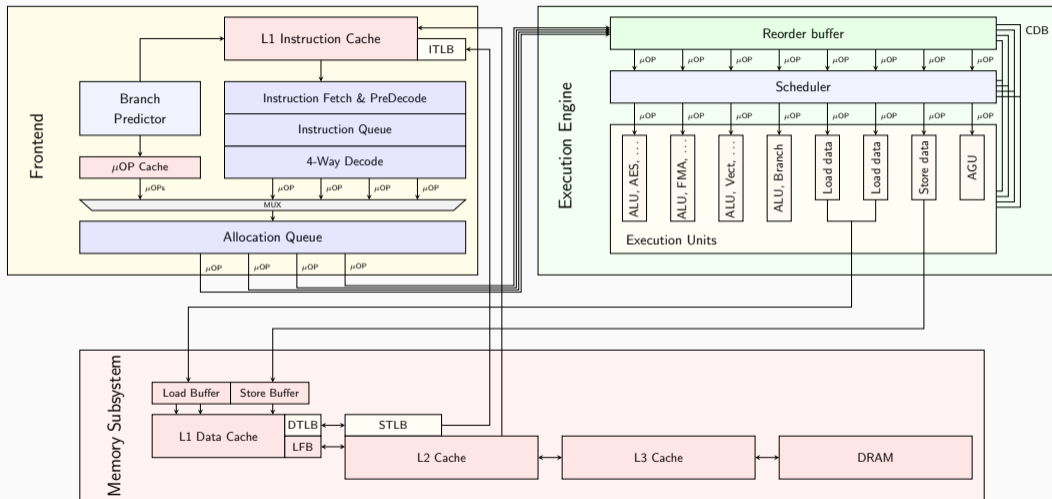 Frontend
L1 Instruction Cache
ITLB
Branch
Predictor
Instruction Fetch & PreDecode
Instruction Queue
4-Way Decode
μOP Cache
μOPs
μOP
μOP
μOP
μOP
MUX
Allocation Queue
μOP
μOP
μOP
μOP
Execution Engine
Reorder buffer
CDB
μOP
μOP
μOP
μOP
μOP
μOP
μOP
μOP
Scheduler
μOP
μOP
μOP
μOP
μOP
μOP
μOP
μOP
ALU, AES, ...
ALU, FMA, ...
ALU, Vect, ...
ALU, Branch
Load data
Load data
Store data
AGU
Execution Units
Memory Subsystem
Load Buffer
Store Buffer
L1 Data Cache
DTLB
LFB
STLB
L2 Cache
L3 Cache
DRAM